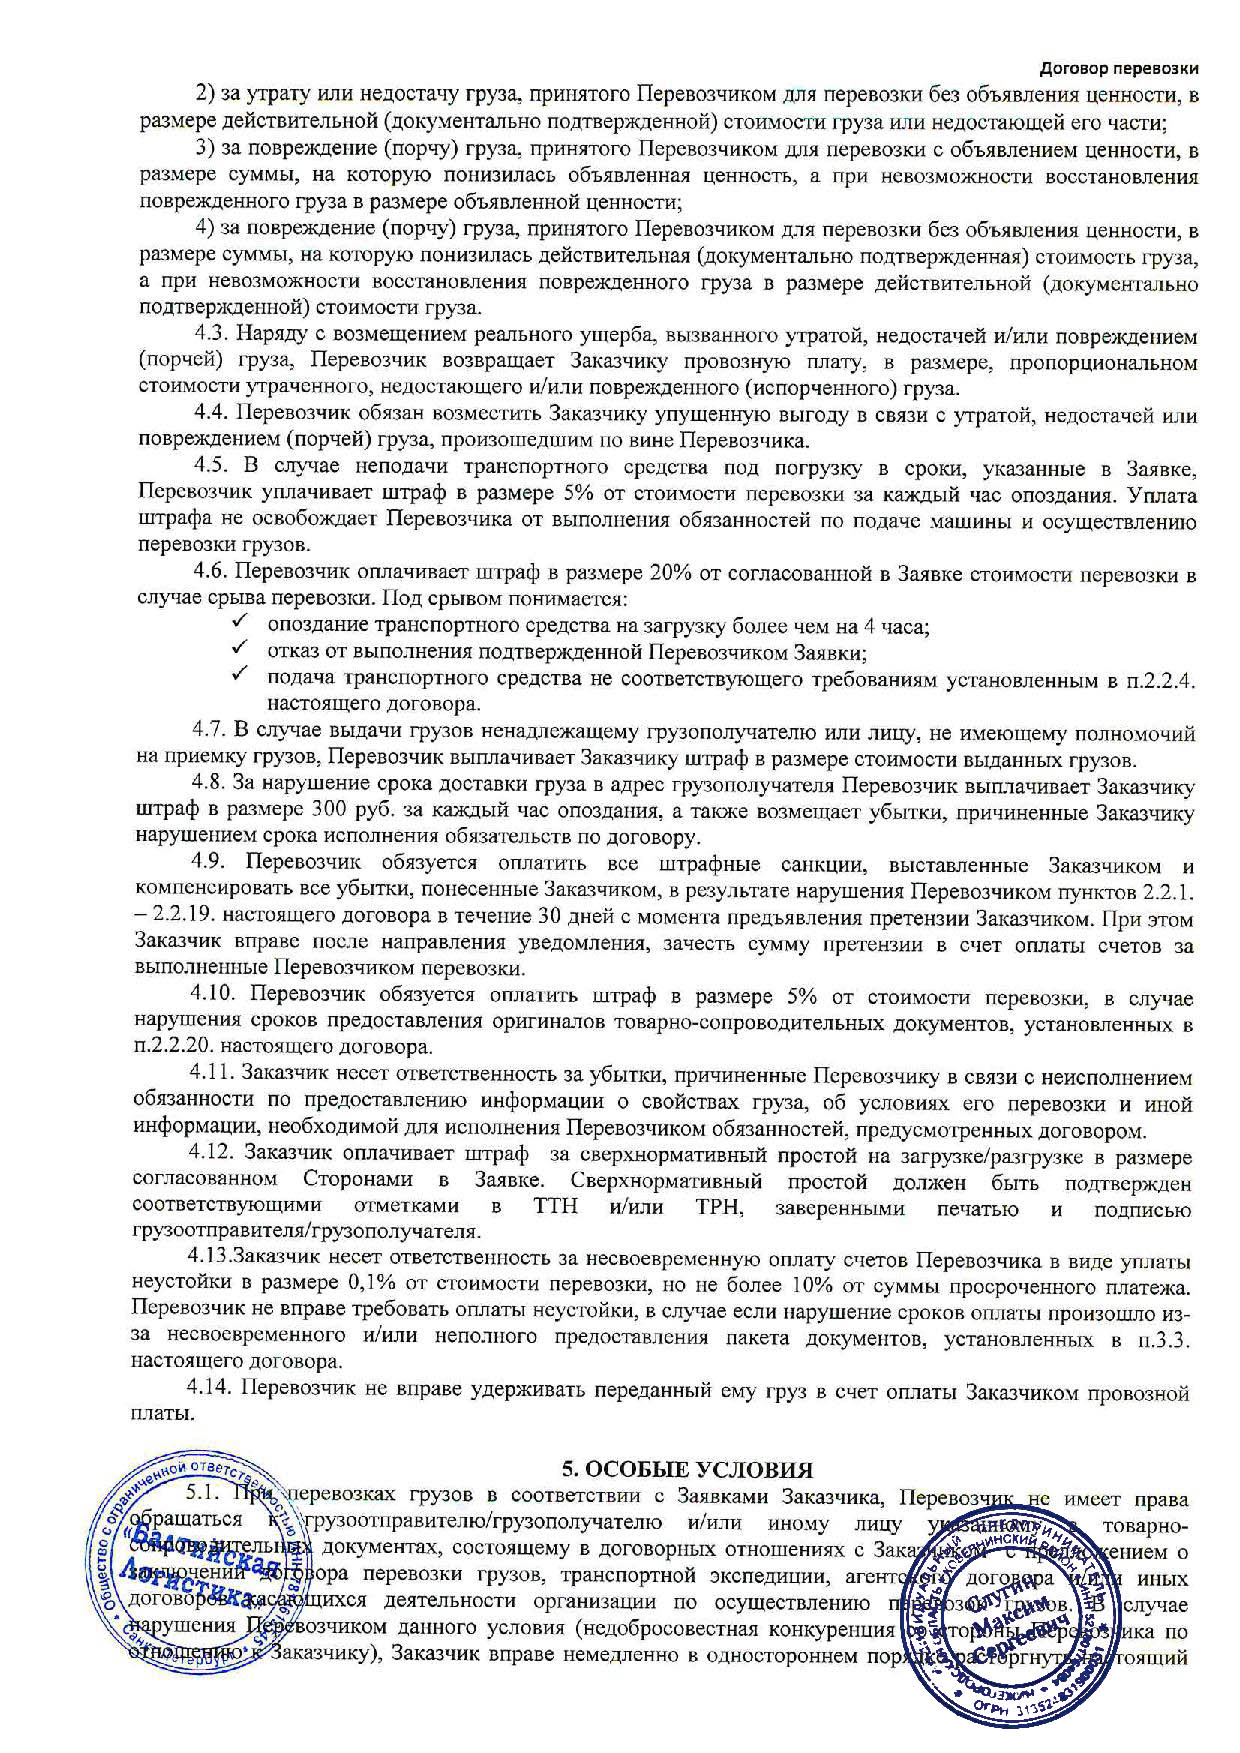 Договор перевозки
2) за утрату или недостачу груза, принятого Перевозчиком для перевозки без объявления ценности, в
размере действительной (документально подтвержденной) стоимости груза или недостающей его части;
3) за повреждение (порчу) груза, принятого Перевозчиком для перевозки с объявлением ценности, в
размере суммы, на которую понизилась объявленная ценность, а при невозможности восстановления
поврежденного груза в размере объявленной ценности;
4) за повреждение (порчу) груза, принятого Перевозчиком для перевозки без объявления ценности, в
размере суммы, на которую понизилась действительная (документально подтвержденная) стоимость груза,
а при невозможности восстановления поврежденного груза в размере действительной (документально
подтвержденной) стоимости груза.
4.3. Наряду с возмещением реального ущерба, вызванного утратой, недостачей и/или повреждением
(порчей) груза, Перевозчик возвращает Заказчику провозную плату, в размере, пропорциональном
стоимости утраченного, недостающего и/или поврежденного (испорченного) груза.
4.4. Перевозчик обязан возместить Заказчику упущенную выгоду в связи с утратой, недостачей или
повреждением (порчей) груза, произошедшим по вине Перевозчика.
4.5. В случае неподачи транспортного средства под погрузку в сроки, указанные в Заявке,
Перевозчик уплачивает штраф в размере 5% от стоимости перевозки за каждый час опоздания. Уплата
штрафа не освобождает Перевозчика от выполнения обязанностей по подаче машины и осуществлению
перевозки грузов.
4.6. Перевозчик оплачивает штраф в размере 20% от согласованной в Заявке стоимости перевозки в
случае срыва перевозки. Под срывом понимается:
✓ опоздание транспортного средства на загрузку более чем на 4 часа;
✓ отказ от выполнения подтвержденной Перевозчиком Заявки;
✓ подача транспортного средства не соответствующего требованиям установленным в п.2.2.4.
настоящего договора.
4.7. В случае выдачи грузов ненадлежащему грузополучателю или лицу, не имеющему полномочий
на приемку грузов, Перевозчик выплачивает Заказчику штраф в размере стоимости выданных грузов.
4.8. За нарушение срока доставки груза в адрес грузополучателя Перевозчик выплачивает Заказчику
штраф в размере 300 руб. за каждый час опоздания, а также возмещает убытки, причиненные Заказчику
нарушением срока исполнения обязательств по договору.
4.9. Перевозчик обязуется оплатить все штрафные санкции, выставленные Заказчиком и
компенсировать все убытки, понесенные Заказчиком, в результате нарушения Перевозчиком пунктов 2.2.1.
– 2.2.19. настоящего договора в течение 30 дней с момента предъявления претензии Заказчиком. При этом
Заказчик вправе после направления уведомления, зачесть сумму претензии в счет оплаты счетов за
выполненные Перевозчиком перевозки.
4.10. Перевозчик обязуется оплатить штраф в размере 5% от стоимости перевозки, в случае
нарушения сроков предоставления оригиналов товарно-сопроводительных документов, установленных в
п.2.2.20. настоящего договора.
4.11. Заказчик несет ответственность за убытки, причиненные Перевозчику в связи с неисполнением
обязанности по предоставлению информации о свойствах груза, об условиях его перевозки и иной
информации, необходимой для исполнения Перевозчиком обязанностей, предусмотренных договором.
4.12. Заказчик оплачивает штраф за сверхнормативный простой на загрузке/разгрузке в размере
согласованном Сторонами в Заявке. Сверхнормативный простой должен быть подтвержден
соответствующими отметками в ТТН и/или ТРН, заверенными печатью и подписью
грузоотправителя/грузополучателя.
4.13.Заказчик несет ответственность за несвоевременную оплату счетов Перевозчика в виде уплаты
неустойки в размере 0,1% от стоимости перевозки, но не более 10% от суммы просроченного платежа.
Перевозчик не вправе требовать оплаты неустойки, в случае если нарушение сроков оплаты произошло из-
за несвоевременного и/или неполного предоставления пакета документов, установленных в п.3.3.
настоящего договора.
4.14. Перевозчик не вправе удерживать переданный ему груз в счет оплаты Заказчиком провозной
платы.
5. ОСОБЫЕ УСЛОВИЯ
5.1. При перевозках грузов в соответствии с Заявками Заказчика, Перевозчик не имеет права
обращаться к грузоотправителю/грузополучателю и/или иному лицу указанному в товарно-
сопроводительных документах, состоящему в договорных отношениях с Заказчиком с предложением о
заключении договора перевозки грузов, транспортной экспедиции, агентского договора и/или иных
договоров касающихся деятельности организации по осуществлению перевозок грузов. В случае
нарушения Перевозчиком данного условия (недобросовестная конкуренция со стороны Перевозчика по
отношению к Заказчику), Заказчик вправе немедленно в одностороннем порядке расторгнуть настоящий
Общество с ограниченной ответственностью
«Балтийская
Логистика»
Санкт-Петербург
Слугин
Максим
Сергеевич
ОГРН